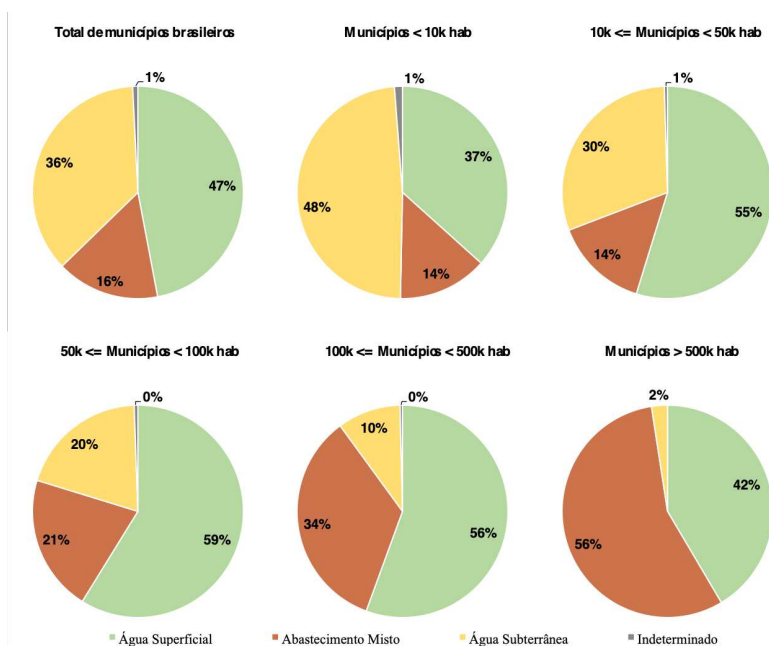 Total de municípios brasileiros
1%
36%
47%
16%
Municípios < 10k hab
1%
37%
48%
14%
10k <= Municípios < 50k hab
1%
30%
55%
14%
50k <= Municípios < 100k hab
0%
20%
21%
59%
100k <= Municípios < 500k hab
0%
10%
34%
56%
Municípios > 500k hab
2%
42%
56%
Água Superficial
Abastecimento Misto
Água Subterrânea
Indeterminado